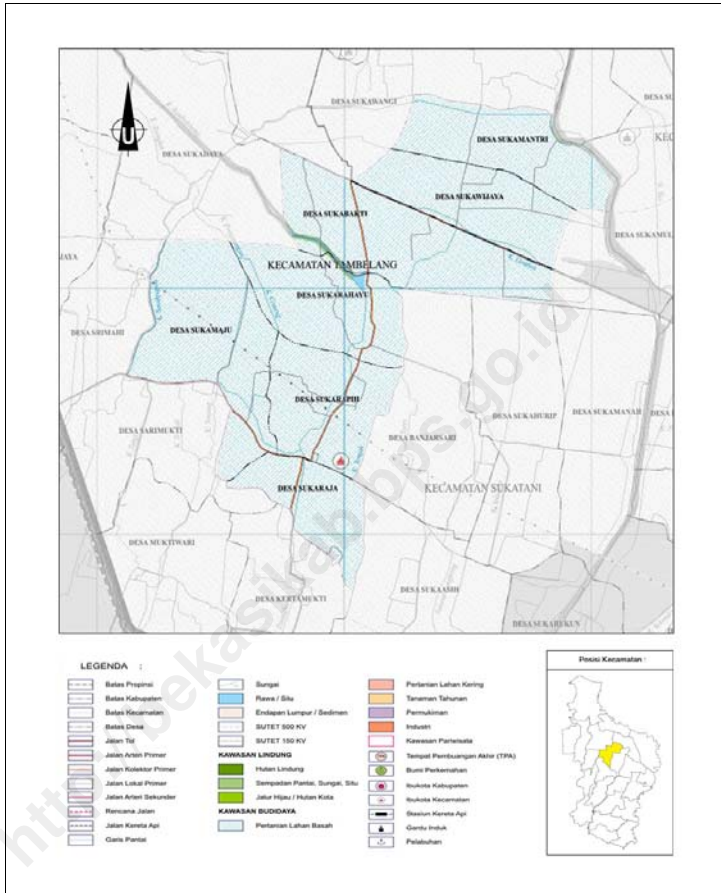 DESA SUKAWANGI
DESA SUKAMANTRI
U
DESA SUKADAYA
DESA SUKAWIJAYA
DESA SUKABAKTI
DESA SUKAMUL
JAYA
KECAMATAN TAMBELANG
DESA SUKARAHAYU
DESA SRIMAHI
DESA SUKAMAJU
DESA SUKARAPIH
DESA SUKAHURIP
DESA SUKAMANAH
DESA SARIMUKTI
DESA BANJARSARI
DESA SUKARAJA
KECAMATAN SUKATANI
DESA MUKTIWARI
DESA SUKAASIH
DESA KERTAMUKTI
DESA SUKARUKUN
LEGENDA :
Batas Propinsi
Batas Kabupaten
Batas Kecamatan
Batas Desa
Jalan Tol
Jalan Arteri Primer
Jalan Kolektor Primer
Jalan Lokal Primer
Jalan Arteri Sekunder
Rencana Jalan
Jalan Kereta Api
Garis Pantai
Sungai
Rawa / Situ
Endapan Lumpur / Sedimen
SUTET 500 KV
SUTET 150 KV
KAWASAN LINDUNG
Hutan Lindung
Sempadan Pantai, Sungai, Situ
Jalur Hijau / Hutan Kota
KAWASAN BUDIDAYA
Pertanian Lahan Basah
Pertanian Lahan Kering
Tanaman Tahunan
Permukiman
Industri
Kawasan Pariwisata
Tempat Pembuangan Akhir (TPA)
Bumi Perkemahan
Ibukota Kabupaten
Ibukota Kecamatan
Stasiun Kereta Api
Gardu Induk
Pelabuhan
Posisi Kecamatan :
http://bekasikab.bps.go.id